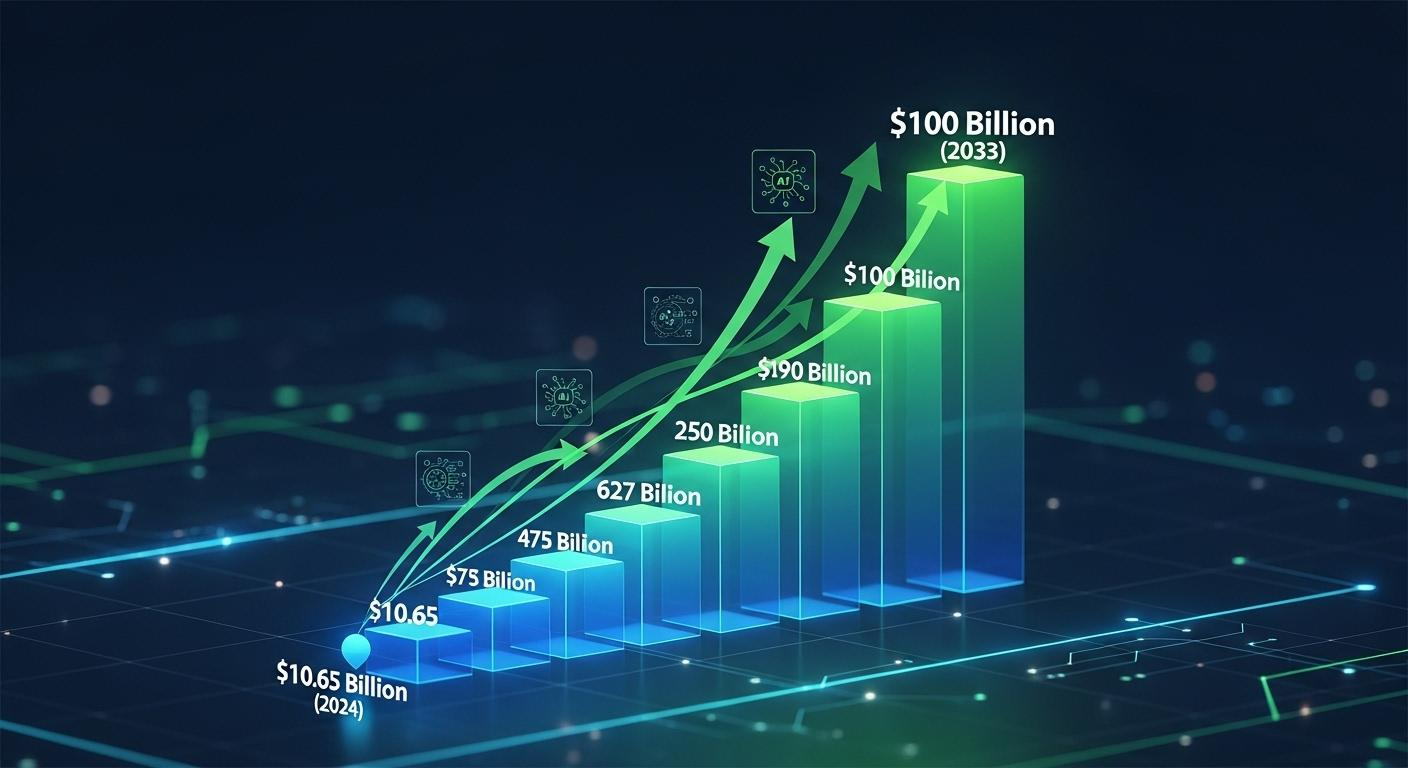 $100 Billion
(2033)
AI
$100 Bilion
$190 Billion
250 Bilion
627 Bilion
475 Bilion
$75 Bilion
$10.65
$10.65 Billion
(2024)